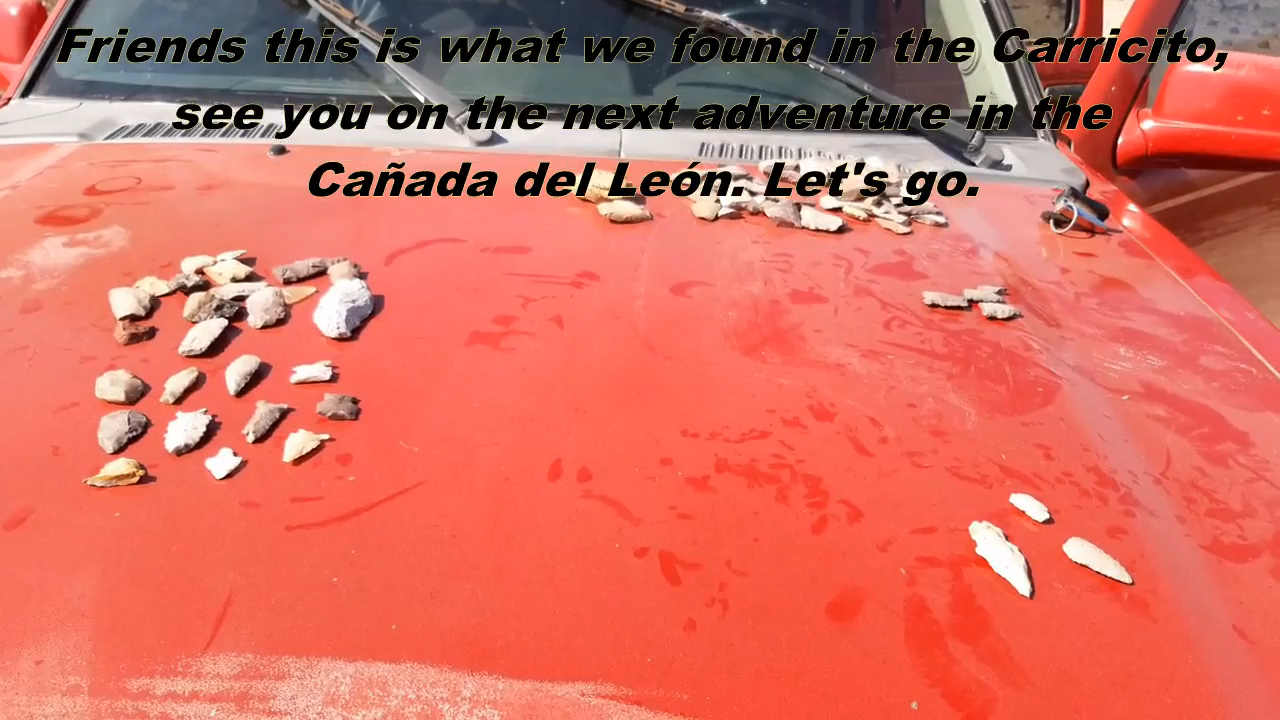 Friends this is what we found in the Carricito,
see you on the next adventure in the
Cañada del León. Let's go.